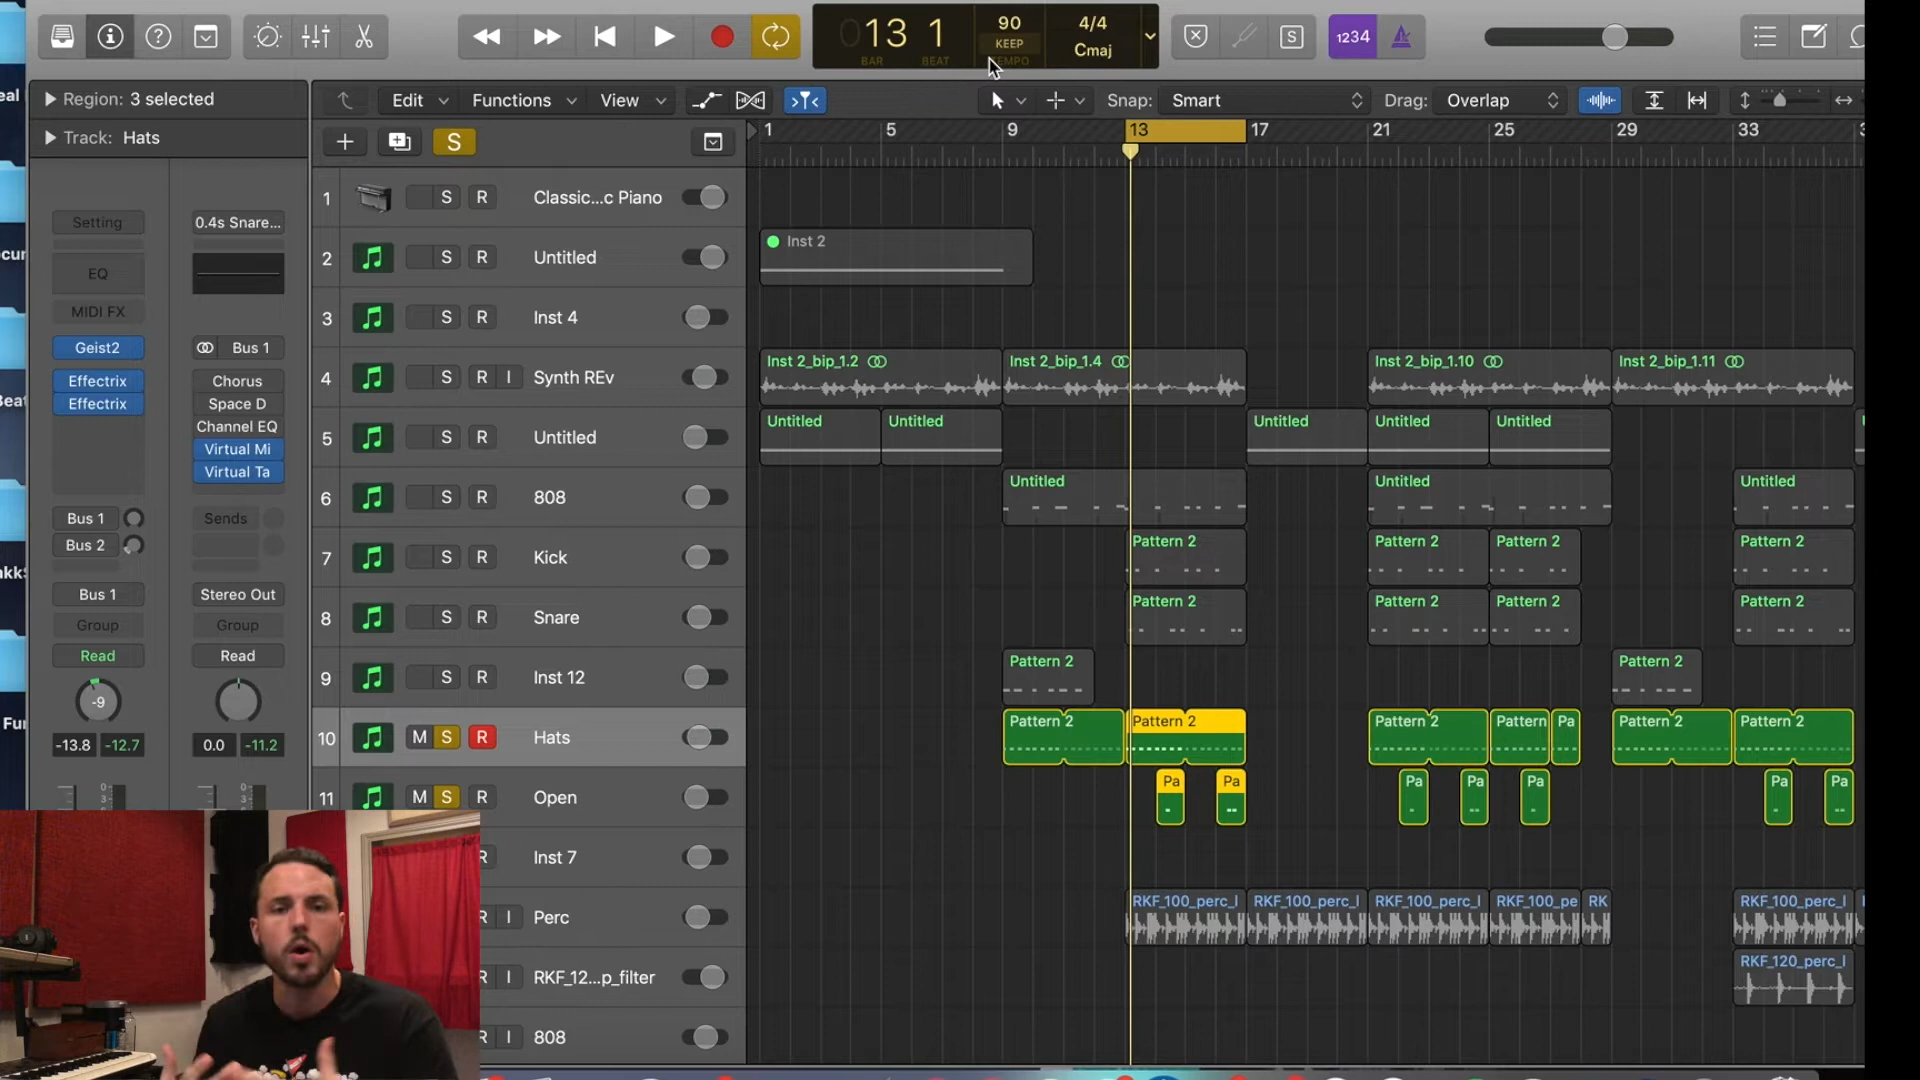 13 1 90 4/4
KEEP Cmaj
BAR BEAT TEMPO
1234
S
Region: 3 selected
Track: Hats
Edit Functions View Snap: Smart Drag: Overlap
S
1 5 9 13 17 21 25 29 33
Setting 0.4s Snare...
EQ
MIDI FX
Geist2 Bus 1
Effectrix Chorus
Effectrix Space D
Channel EQ
Virtual Mi
Virtual Ta
Bus 1 Sends
Bus 2
Bus 1 Stereo Out
Group Group
Read Read
-9
-13.8 -12.7 0.0 -11.2
1 S R Classic...c Piano
2 S R Untitled Inst 2
3 S R Inst 4
4 S R I Synth REv Inst 2_bip_1.2 Inst 2_bip_1.4 Inst 2_bip_1.10 Inst 2_bip_1.11
5 S R Untitled Untitled Untitled Untitled Untitled Untitled
6 S R 808 Untitled Untitled Untitled
7 S R Kick Pattern 2 Pattern 2 Pattern 2 Pattern 2
8 S R Snare Pattern 2 Pattern 2 Pattern 2 Pattern 2
9 S R Inst 12 Pattern 2 Pattern 2
10 M S R Hats Pattern 2 Pattern 2 Pattern 2 Pattern Pa Pattern 2 Pattern 2
11 M S R Open Pa Pa Pa Pa Pa Pa Pa
R Inst 7
R I Perc RKF_100_perc_l RKF_100_perc_l RKF_100_perc_l RKF_100_pe RK RKF_100_perc_l
R I RKF_12...p_filter RKF_120_perc_l
R I 808